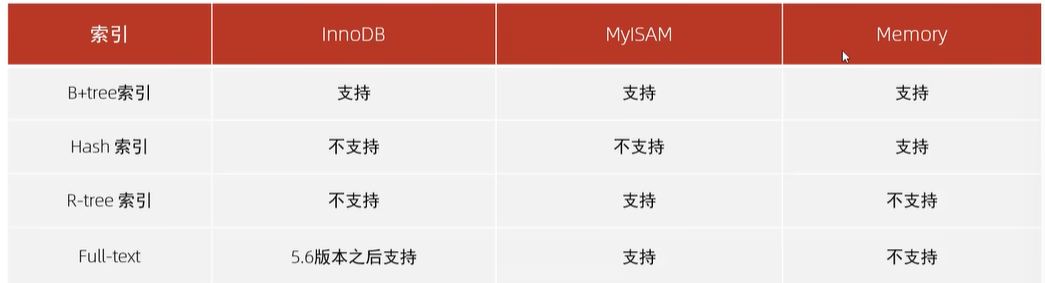 索引 InnoDB MyISAM Memory
B+tree索引 支持 支持 支持
Hash 索引 不支持 不支持 支持
R-tree 索引 不支持 支持 不支持
Full-text 5.6版本之后支持 支持 不支持